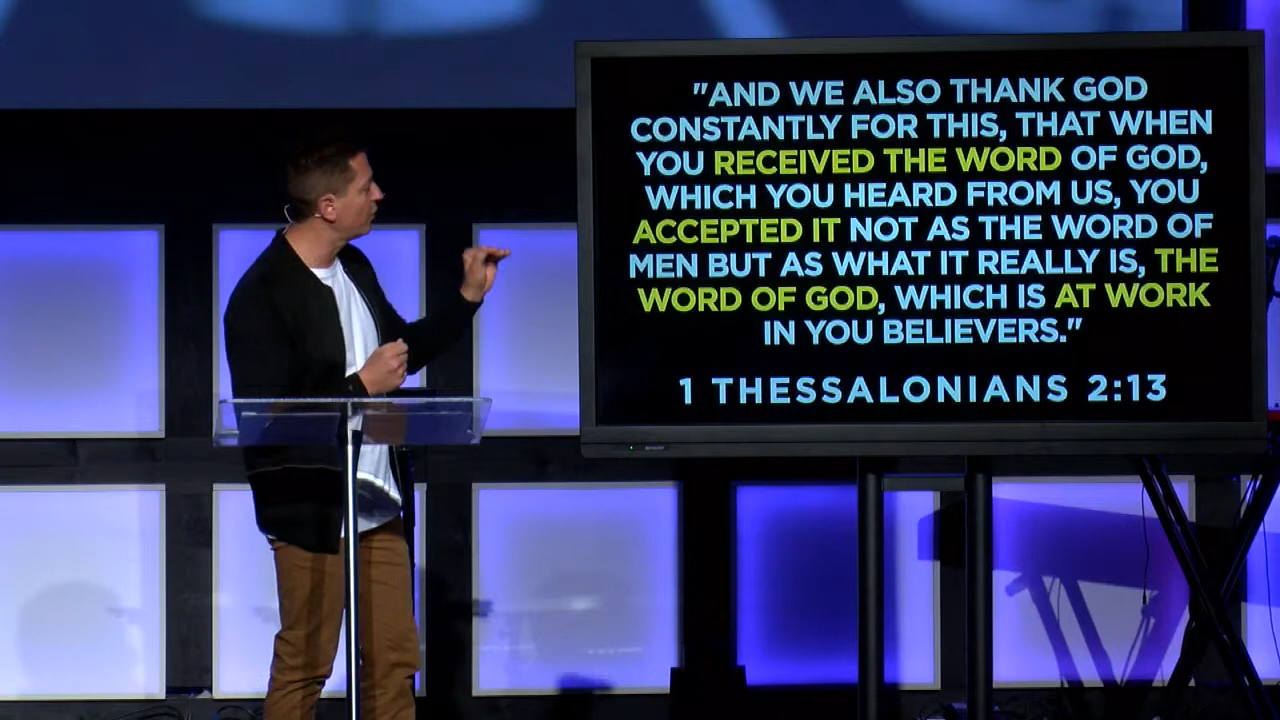 "AND WE ALSO THANK GOD
CONSTANTLY FOR THIS, THAT WHEN
YOU RECEIVED THE WORD OF GOD,
WHICH YOU HEARD FROM US, YOU
ACCEPTED IT NOT AS THE WORD OF
MEN BUT AS WHAT IT REALLY IS, THE
WORD OF GOD, WHICH IS AT WORK
IN YOU BELIEVERS."
1 THESSALONIANS 2:13